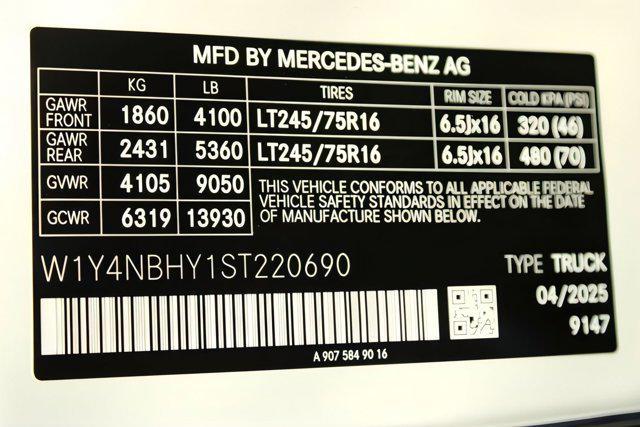 MFD BY MERCEDES-BENZ AG
KG LB TIRES RIM SIZE COLD KPA (PSI)
GAWR FRONT 1860 4100 LT245/75R16 6.5Jx16 320 (46)
GAWR REAR 2431 5360 LT245/75R16 6.5Jx16 480 (70)
GVWR 4105 9050
GCWR 6319 13930
THIS VEHICLE CONFORMS TO ALL APPLICABLE FEDERAL
VEHICLE SAFETY STANDARDS IN EFFECT ON THE DATE
OF MANUFACTURE SHOWN BELOW.
W1Y4NBHY1ST220690
TYPE TRUCK
04/2025
9147
A 907 584 90 16